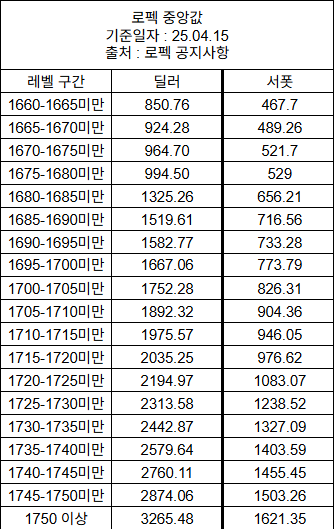 로펙 중앙값
기준일자 : 25.04.15
출처 : 로펙 공지사항
레벨 구간 딜러 서폿
1660-1665미만 850.76 467.7
1665-1670미만 924.28 489.26
1670-1675미만 964.70 521.7
1675-1680미만 994.50 529
1680-1685미만 1325.26 656.21
1685-1690미만 1519.61 716.56
1690-1695미만 1582.77 733.28
1695-1700미만 1667.06 773.79
1700-1705미만 1752.28 826.31
1705-1710미만 1892.32 904.36
1710-1715미만 1975.57 946.05
1715-1720미만 2035.25 976.62
1720-1725미만 2194.97 1083.07
1725-1730미만 2313.58 1238.52
1730-1735미만 2442.87 1327.09
1735-1740미만 2579.64 1403.59
1740-1745미만 2760.11 1455.45
1745-1750미만 2874.06 1503.26
1750 이상 3265.48 1621.35